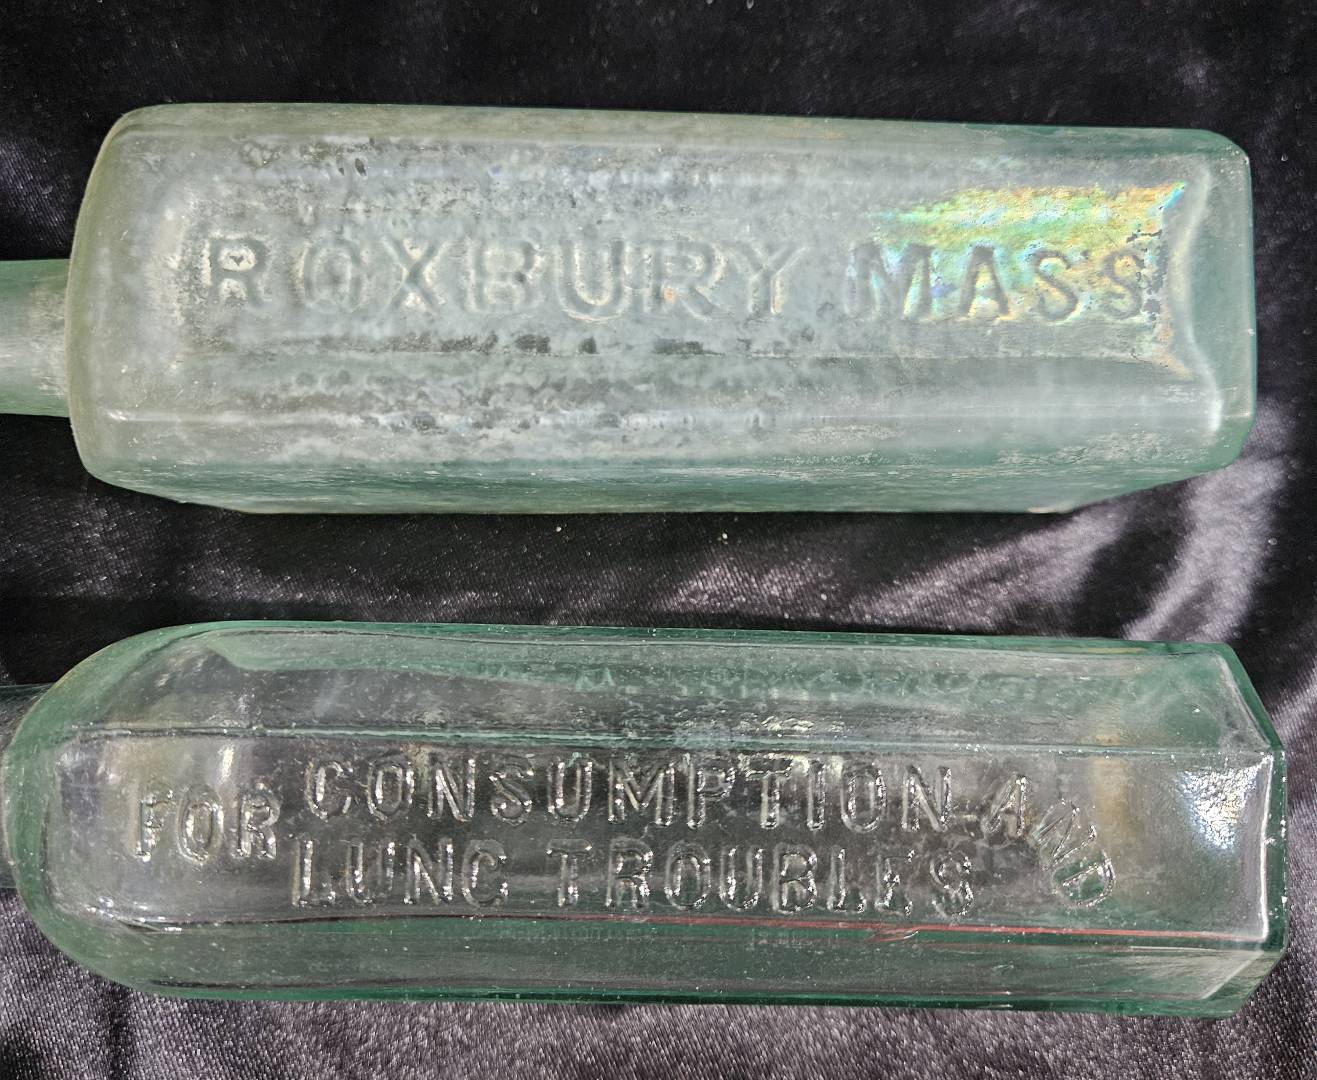 ROXBURY MASS
FOR CONSUMPTION AND
LUNG TROUBLES